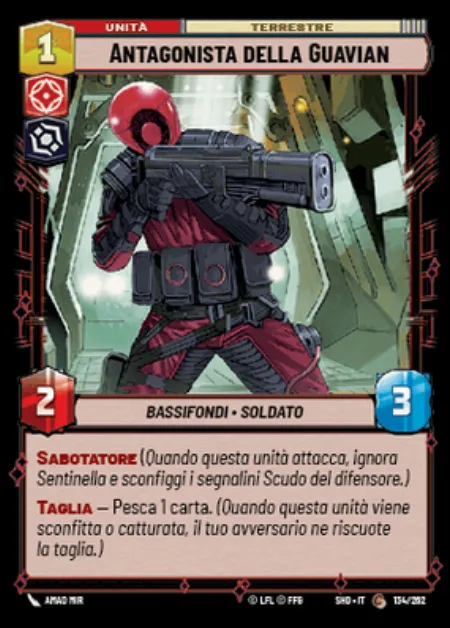 UNITÀ
TERRESTRE
1
ANTAGONISTA DELLA GUAVIAN
2
3
BASSIFONDI • SOLDATO
SABOTATORE (Quando questa unità attacca, ignora
Sentinella e sconfiggi i segnalini Scudo del difensore.)
TAGLIA — Pesca 1 carta. (Quando questa unità viene
sconfitta o catturata, il tuo avversario ne riscuote
la taglia.)
AMAD MIR
© LFL © FFG
SHD • IT
C
134/262